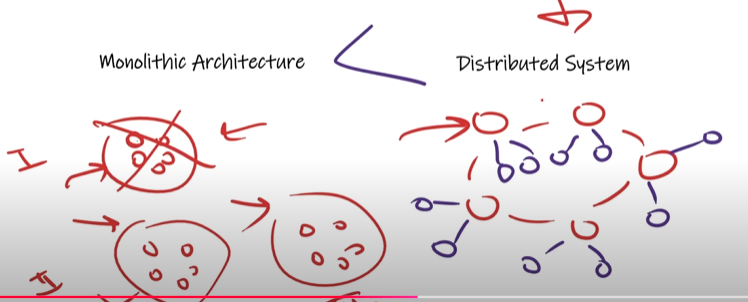 Monolithic Architecture
Distributed System
I